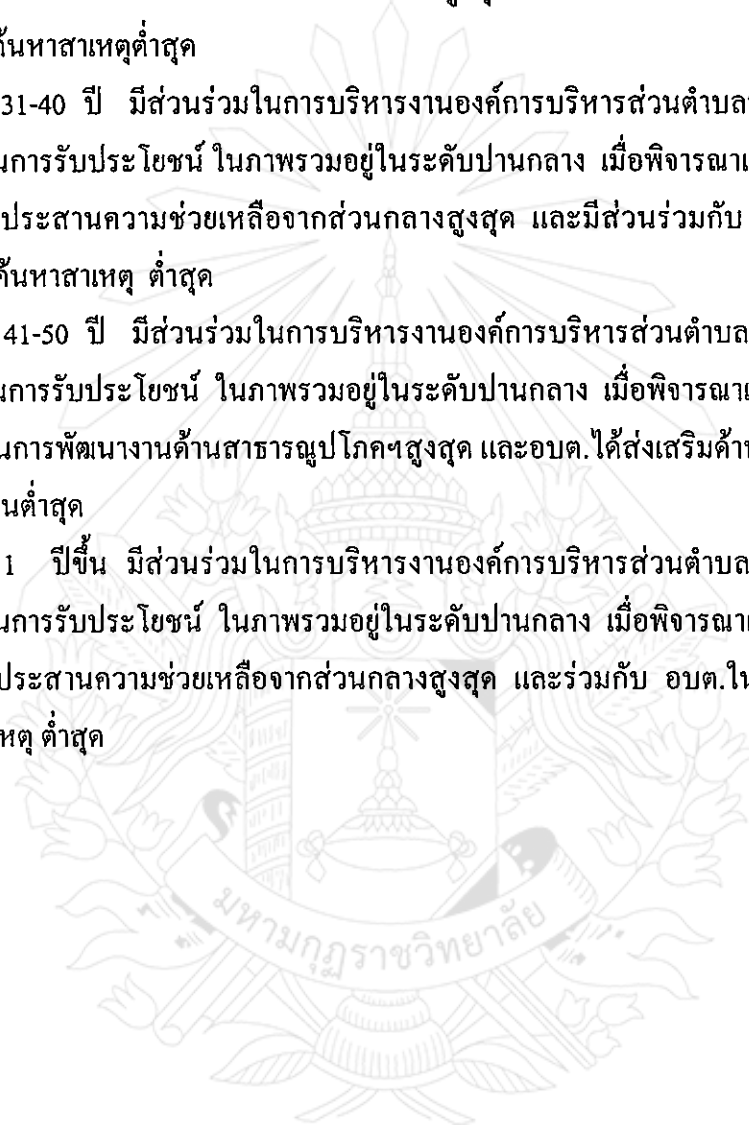 ค้นหาสาเหตุต่ำสุด
31-40 ปี มีส่วนร่วมในการบริหารงานองค์การบริหารส่วนตำบล
นการรับประโยชน์ ในภาพรวมอยู่ในระดับปานกลาง เมื่อพิจารณา
ประสานความช่วยเหลือจากส่วนกลางสูงสุด และมีส่วนร่วมกับ
ค้นหาสาเหตุ ต่ำสุด
41-50 ปี มีส่วนร่วมในการบริหารงานองค์การบริหารส่วนตำบล
นการรับประโยชน์ ในภาพรวมอยู่ในระดับปานกลาง เมื่อพิจารณา
นการพัฒนางานด้านสาธารณูปโภคฯสูงสุด และอบต.ได้ส่งเสริมด้า
นต่ำสุด
1 ปีขึ้น มีส่วนร่วมในการบริหารงานองค์การบริหารส่วนตำบล
นการรับประโยชน์ ในภาพรวมอยู่ในระดับปานกลาง เมื่อพิจารณา
ประสานความช่วยเหลือจากส่วนกลางสูงสุด และร่วมกับ อบต.ใน
หตุ ต่ำสุด
มหามกุฏราชวิทยาลัย